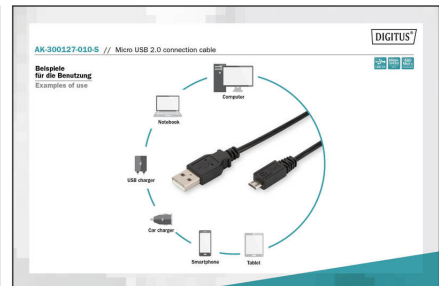 DIGITUS®
AK-300127-010-S // Micro USB 2.0 connection cable
Beispiele
für die Benutzung
Examples of use
Computer
Notebook
USB charger
Car charger
Smartphone
Tablet